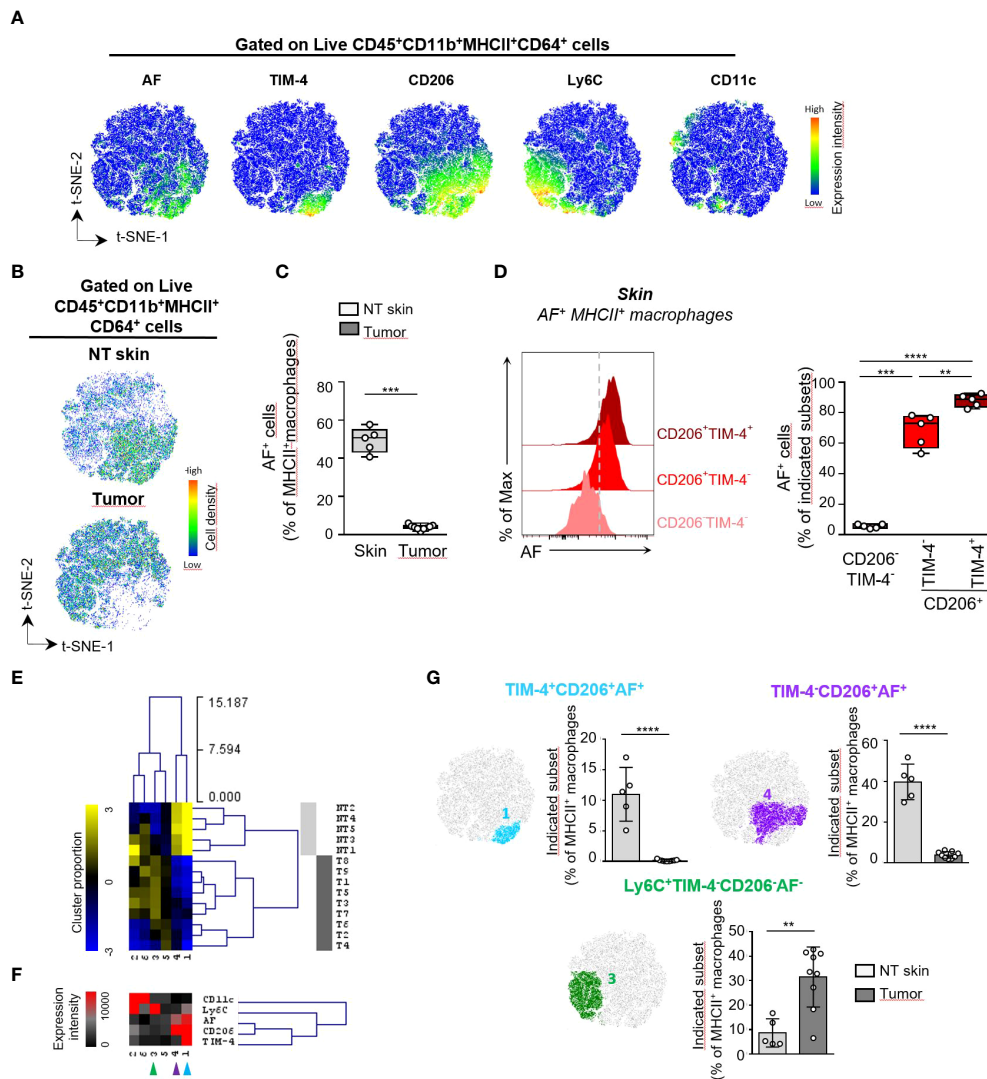 A
Gated on Live CD45⁺CD11b⁺MHCII⁺CD64⁺ cells
AF
TIM-4
CD206
Ly6C
CD11c
High
Low
Expression intensity
t-SNE-2
t-SNE-1
B
Gated on Live
CD45⁺CD11b⁺MHCII⁺
CD64⁺ cells
NT skin
Tumor
High
Low
Cell density
t-SNE-2
t-SNE-1
C
NT skin
Tumor
AF⁺ cells
(% of MHCII⁺ macrophages)
80
60
40
20
0
***
Skin
Tumor
D
Skin
AF⁺ MHCII⁺ macrophages
% of Max
AF
CD206⁺TIM-4⁺
CD206⁺TIM-4⁻
CD206⁻TIM-4⁻
AF⁺ cells
(% of indicated subsets)
100
80
60
40
20
0
****
***
**
CD206⁻
TIM-4⁻
TIM-4⁻
TIM-4⁺
CD206⁺
E
15.187
7.594
0.000
Cluster proportion
3
0
-3
NT2
NT4
NT5
NT3
NT1
T8
T9
T1
T5
T3
T7
T6
T2
T4
2
6
3
5
4
1
F
Expression
intensity
10000
0
CD11c
Ly6C
AF
CD206
TIM-4
2
6
3
5
4
1
G
TIM-4⁺CD206⁺AF⁺
1
Indicated subset
(% of MHCII⁺ macrophages)
20
15
10
5
0
****
TIM-4⁻CD206⁺AF⁺
4
Indicated subset
(% of MHCII⁺ macrophages)
60
40
20
0
****
Ly6C⁺TIM-4⁻CD206⁻AF⁻
3
Indicated subset
(% of MHCII⁺ macrophages)
50
40
30
20
10
0
**
NT skin
Tumor